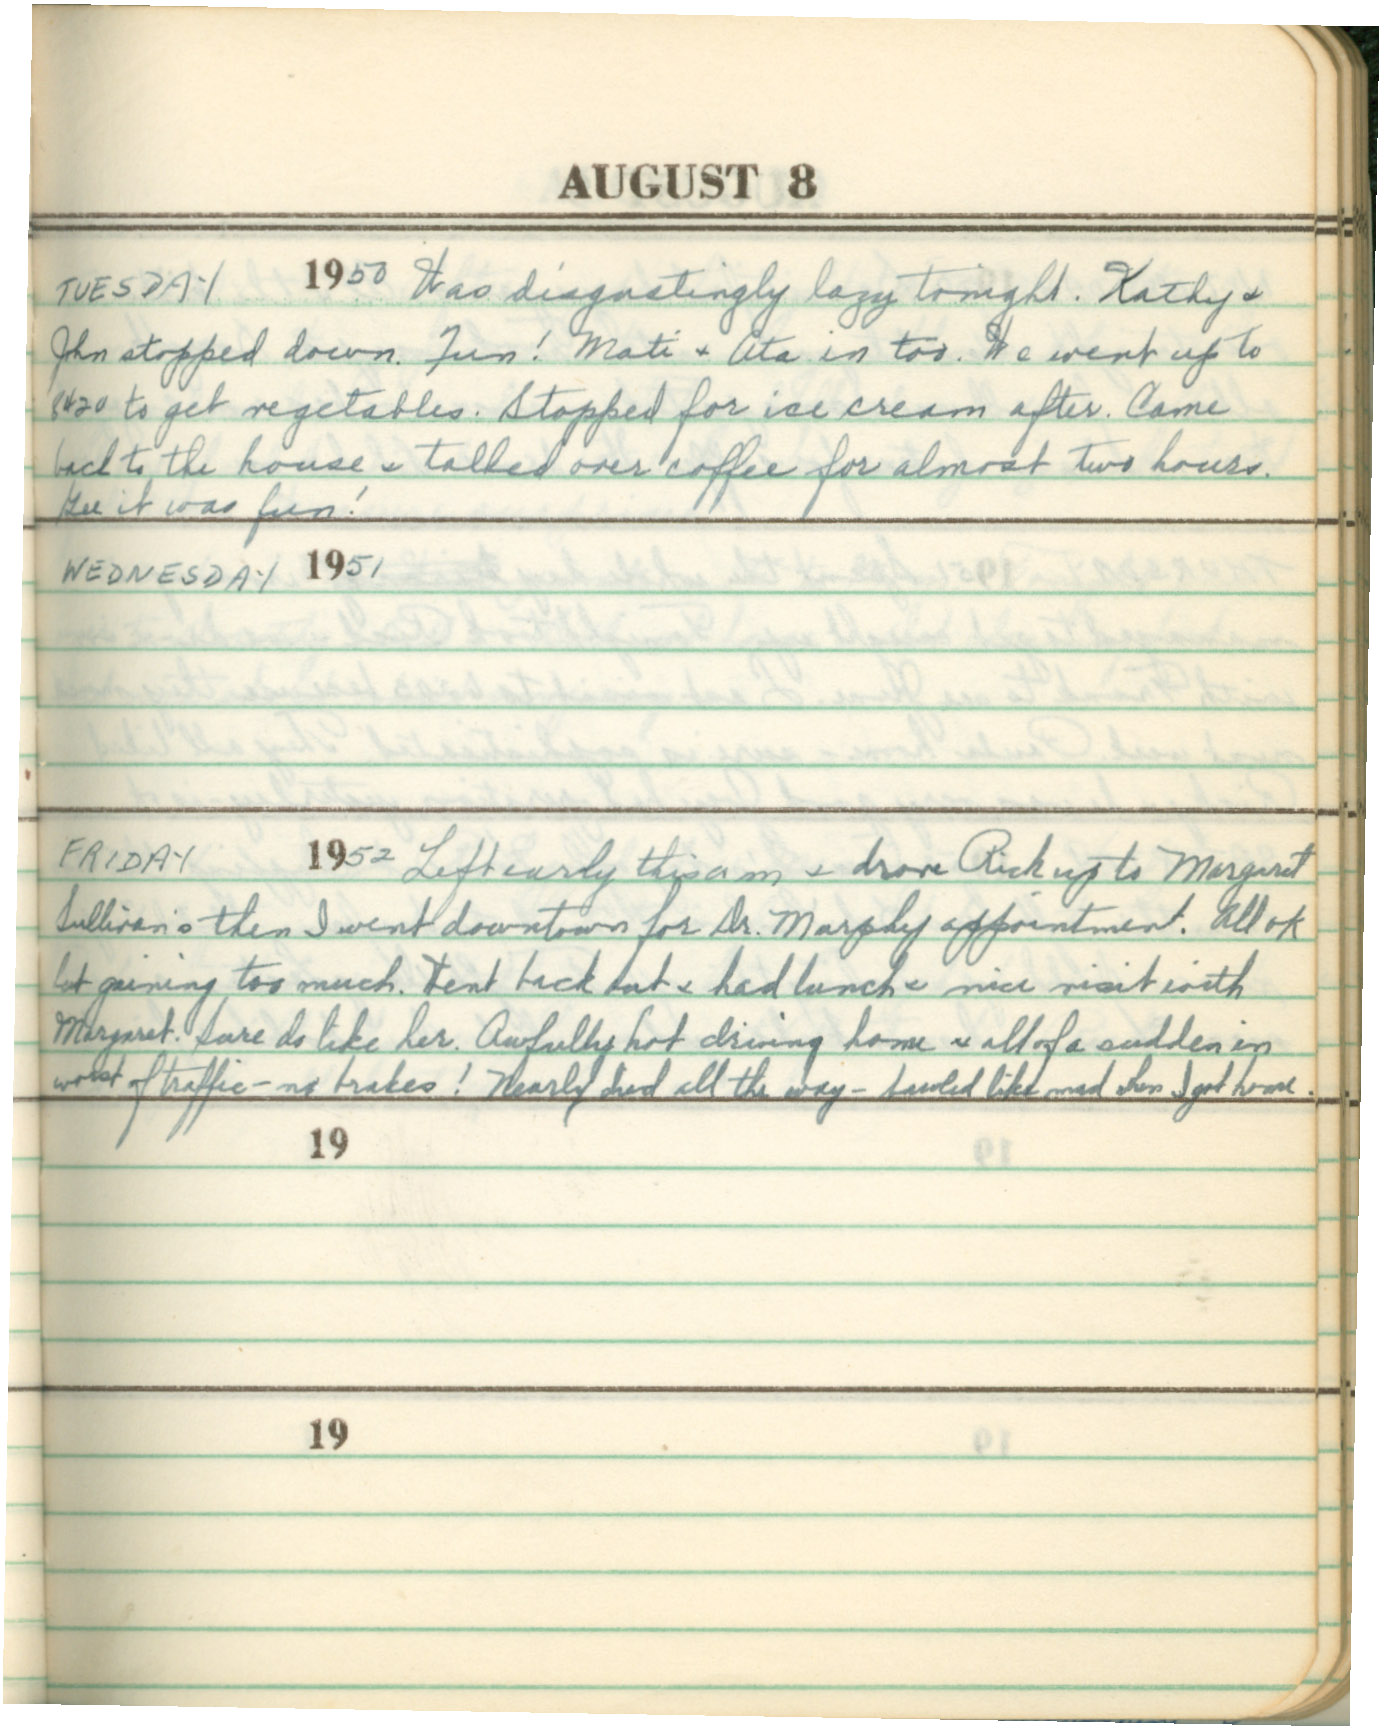 AUGUST 8
TUESDAY 1950 Was disgustingly lazy tonight. Kathy &
John stopped down. Fun! Mati & Ata in too. We went up to
8420 to get vegetables. Stopped for ice cream after. Came
back to the house & talked over coffee for almost two hours.
Gee it was fun!
WEDNESDAY 1951
FRIDAY 1952 Left early this am & drove Rick up to Margaret
Sullivan's then I went downtown for Dr. Murphy appointment. All ok
but gaining too much. Went back out & had lunch & nice visit with
Margaret. Sure do like her. Awfully hot driving home & all of a sudden in
worst of traffic - no brakes! Nearly died all the way - bawled like mad when I got home.
19
19